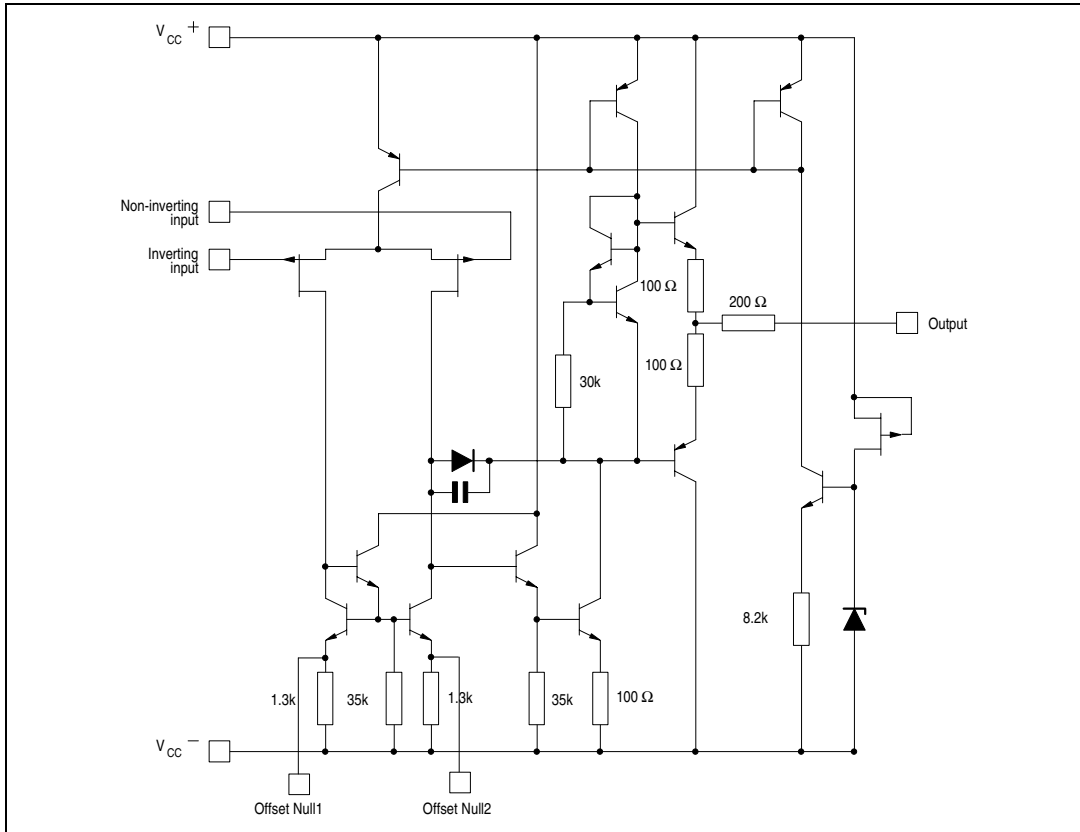 V CC +
Non-inverting
input
Inverting
input
100 Ω
200 Ω
Output
100 Ω
30k
8.2k
1.3k
35k
1.3k
35k
100 Ω
V CC −
Offset Null1
Offset Null2